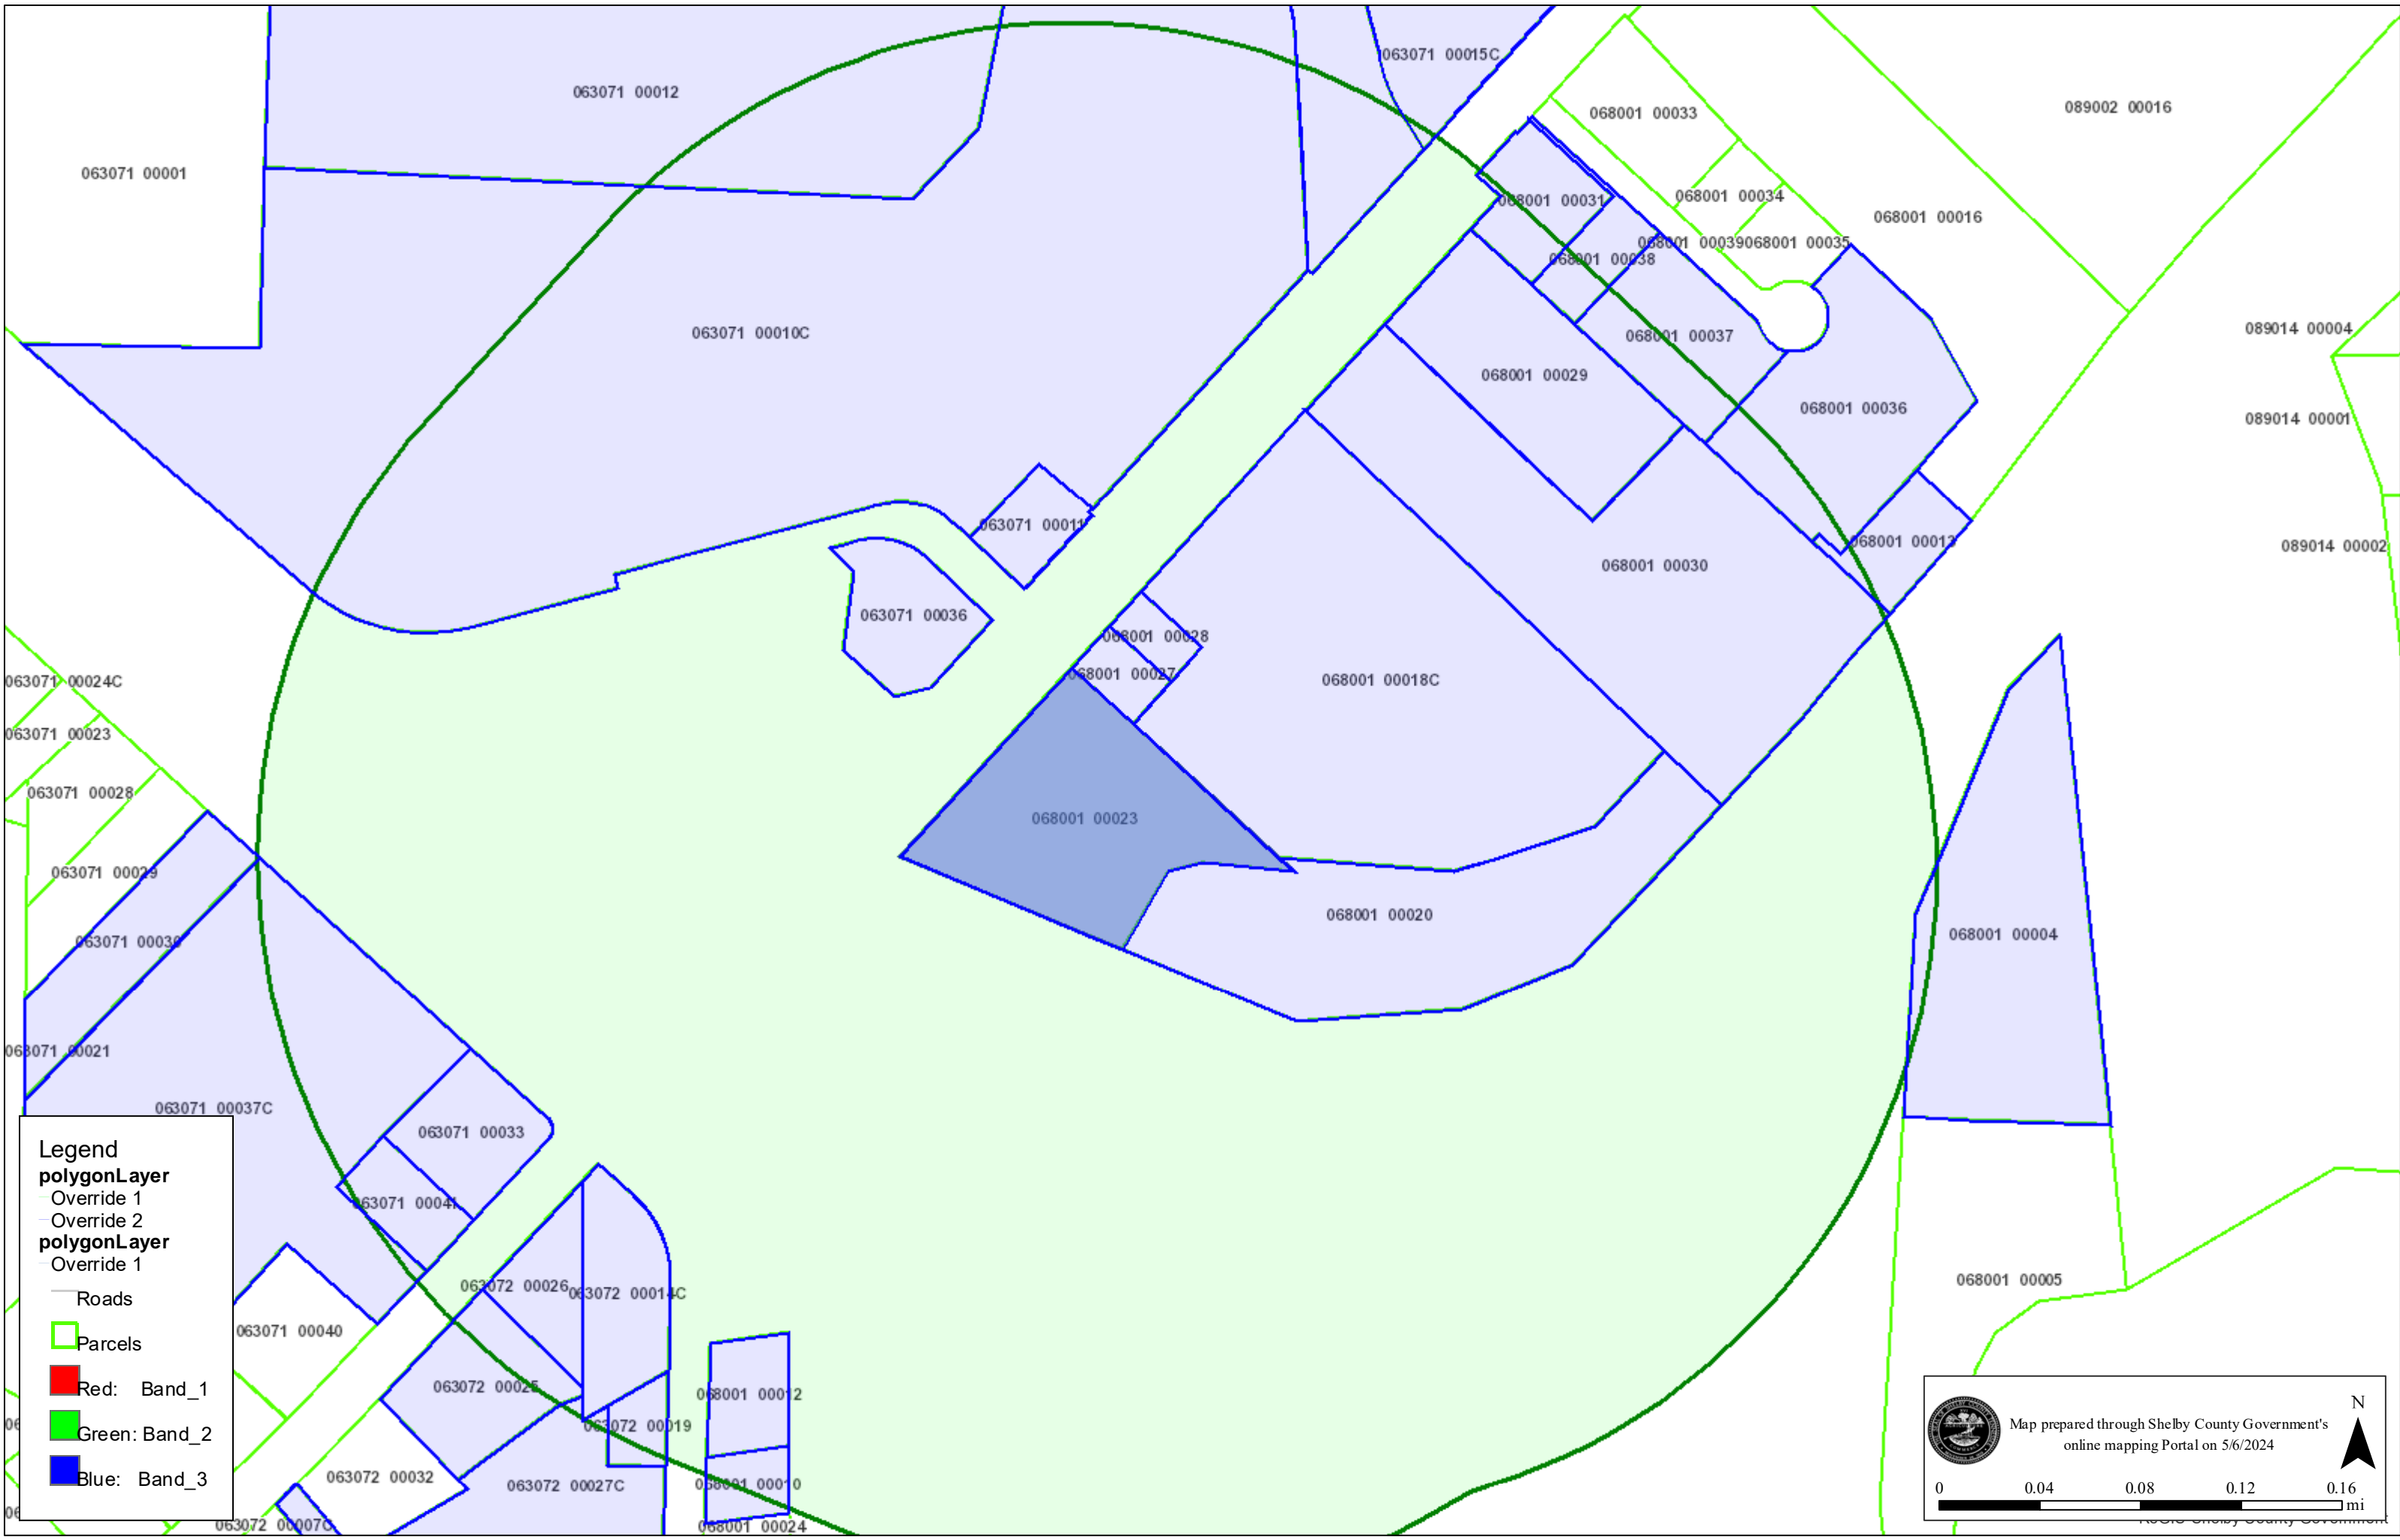 063071 00015C
063071 00012
068001 00033
089002 00016
063071 00001
068001 00034
068001 00031
068001 00016
068001 00039068001 00035
068001 00038
063071 00010C
089014 00004
068001 00037
068001 00029
068001 00036
089014 00001
063071 00011
068001 00013
089014 00002
068001 00030
063071 00036
068001 00028
068001 00027
063071 00024C
068001 00018C
063071 00023
063071 00028
068001 00023
063071 00029
068001 00020
063071 00030
068001 00004
063071 00021
063071 00037C
063071 00033
063071 00041
068001 00005
063072 00026
063072 00014C
063071 00040
063072 00025
068001 00012
063072 00019
063072 00032
063072 00027C
068001 00010
063072 00007C
068001 00024
Legend
polygonLayer
Override 1
Override 2
polygonLayer
Override 1
Roads
Parcels
Red: Band_1
Green: Band_2
Blue: Band_3
N
Map prepared through Shelby County Government's
online mapping Portal on 5/6/2024
0 0.04 0.08 0.12 0.16
mi